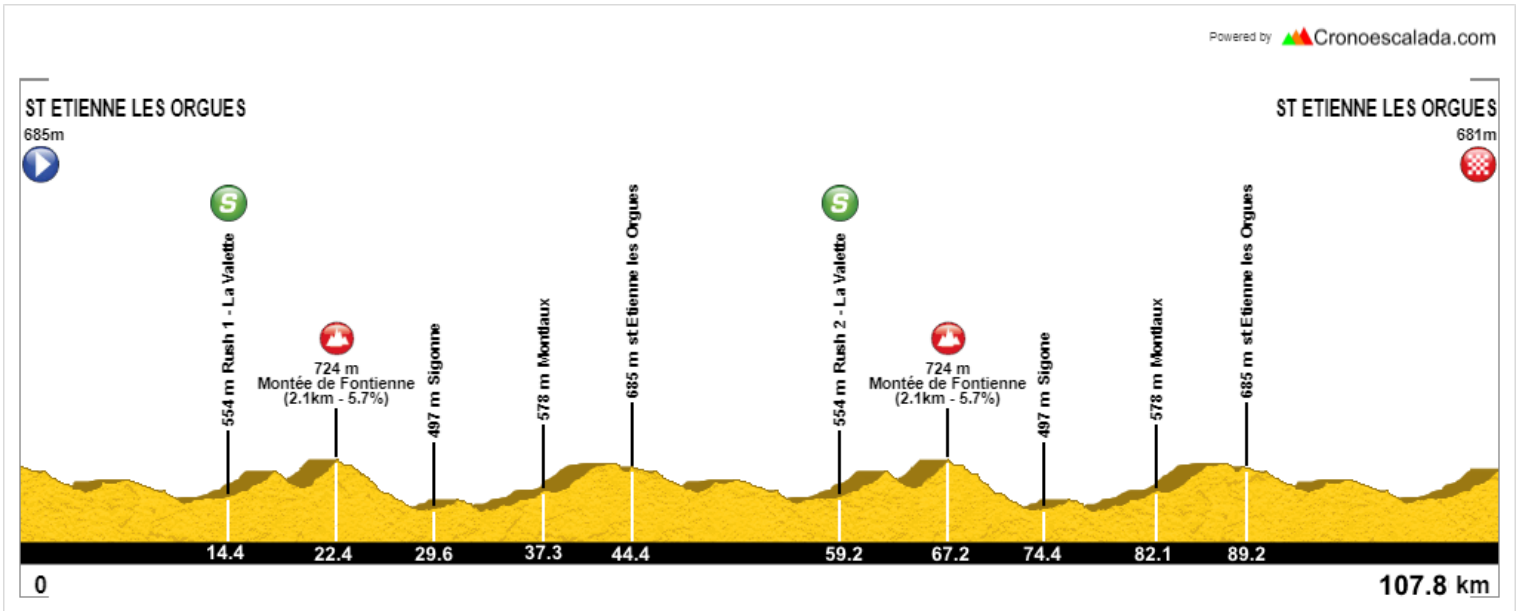 Powered by Cronoescalada.com
ST ETIENNE LES ORGUES
685m
ST ETIENNE LES ORGUES
681m
S
554 m Rush 1 - La Valette
724 m
Montée de Fontienne
(2.1km - 5.7%)
497 m Sigonne
578 m Montlaux
685 m st Etienne les Orgues
S
554 m Rush 2 - La Valette
724 m
Montée de Fontienne
(2.1km - 5.7%)
497 m Sigone
578 m Montlaux
685 m st Etienne les Orgues
14.4 22.4 29.6 37.3 44.4 59.2 67.2 74.4 82.1 89.2
0 107.8 km